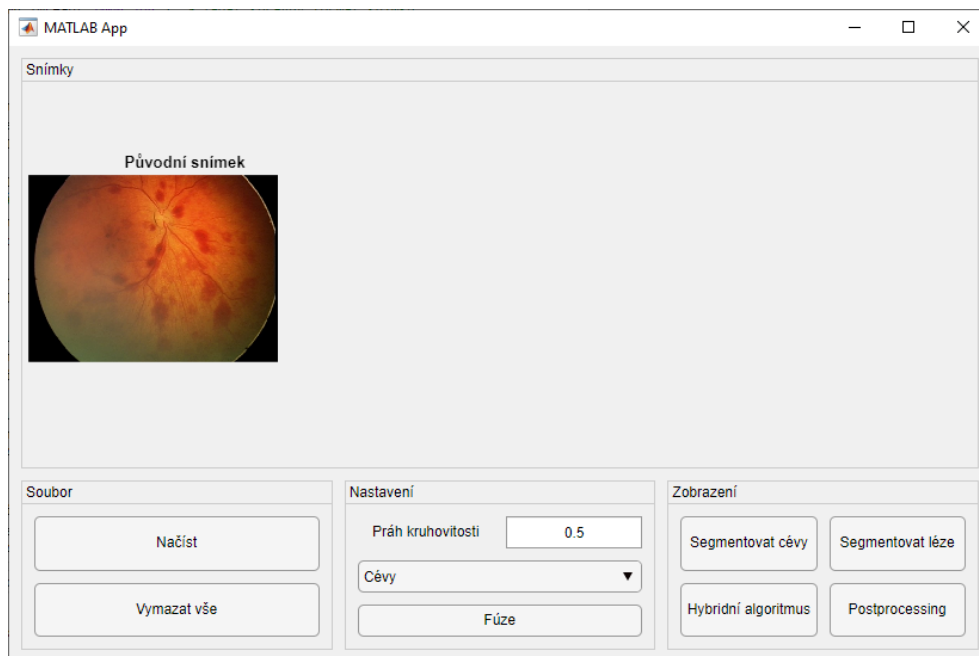 MATLAB App
Snímky
Původní snímek
Soubor
Načíst
Vymazat vše
Nastavení
Práh kruhovitosti 0.5
Cévy
Fúze
Zobrazení
Segmentovat cévy Segmentovat léze
Hybridní algoritmus Postprocessing